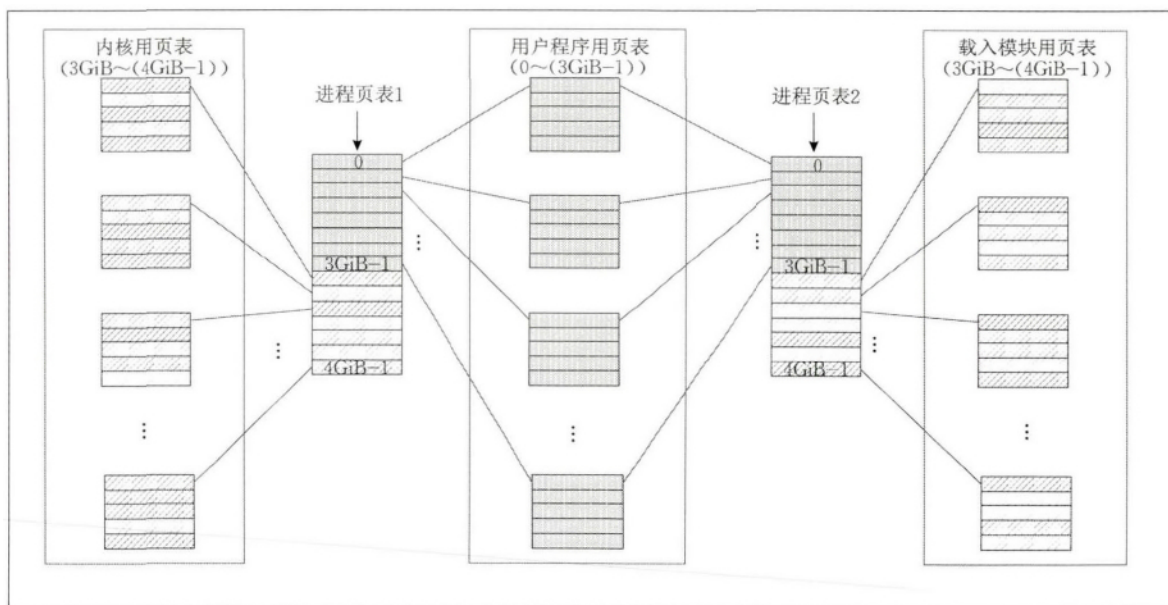 内核用页表
(3GiB~(4GiB-1))
用户程序用页表
(0~(3GiB-1))
载入模块用页表
(3GiB~(4GiB-1))
进程页表1
进程页表2
0
3GiB-1
4GiB-1
0
3GiB-1
4GiB-1